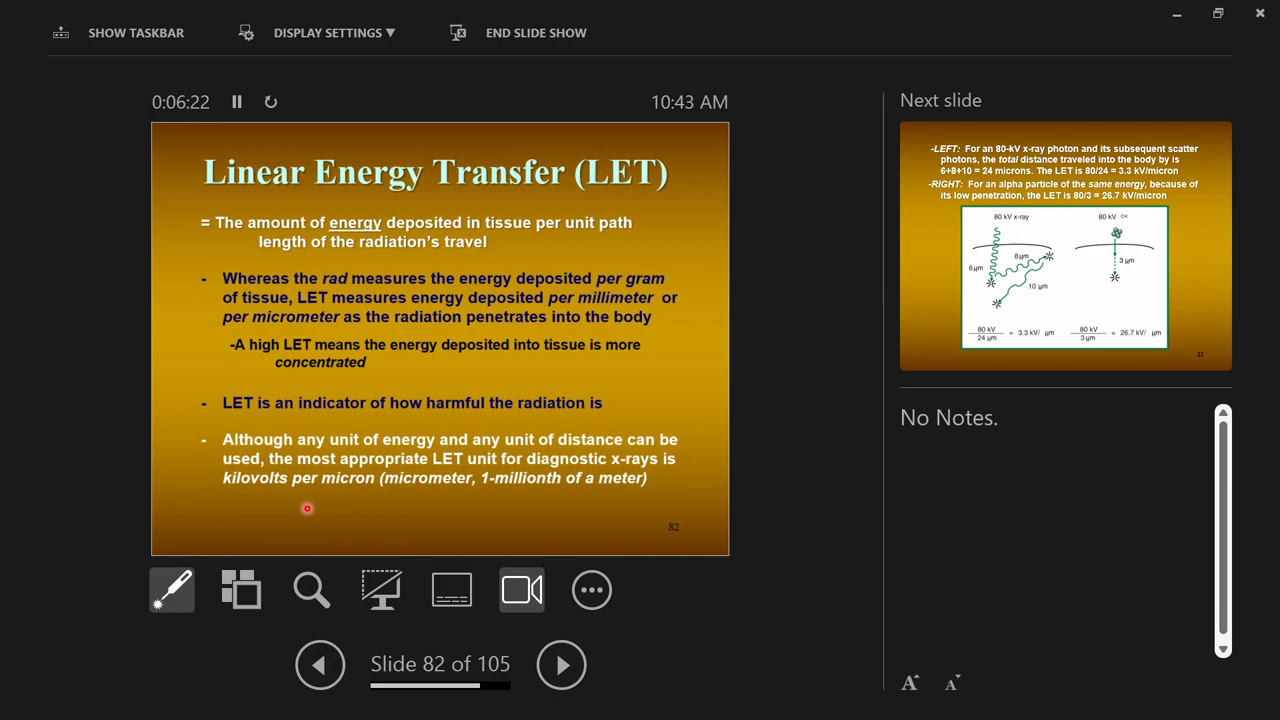 SHOW TASKBAR
DISPLAY SETTINGS ▼
END SLIDE SHOW
0:06:22
10:43 AM
Linear Energy Transfer (LET)
= The amount of energy deposited in tissue per unit path
length of the radiation's travel
- Whereas the rad measures the energy deposited per gram
of tissue, LET measures energy deposited per millimeter or
per micrometer as the radiation penetrates into the body
-A high LET means the energy deposited into tissue is more
concentrated
- LET is an indicator of how harmful the radiation is
- Although any unit of energy and any unit of distance can be
used, the most appropriate LET unit for diagnostic x-rays is
kilovolts per micron (micrometer, 1-millionth of a meter)
82
Slide 82 of 105
Next slide
-LEFT: For an 80-kV x-ray photon and its subsequent scatter
photons, the total distance traveled into the body by is
6+8+10 = 24 microns. The LET is 80/24 = 3.3 kV/micron
-RIGHT: For an alpha particle of the same energy, because of
its low penetration, the LET is 80/3 = 26.7 kV/micron
80 kV x-ray
80 kV α
6 µm
8 µm
10 µm
3 µm
80 kV
24 µm
= 3.3 kV/ µm
80 kV
3 µm
= 26.7 kV/ µm
83
No Notes.
A
A